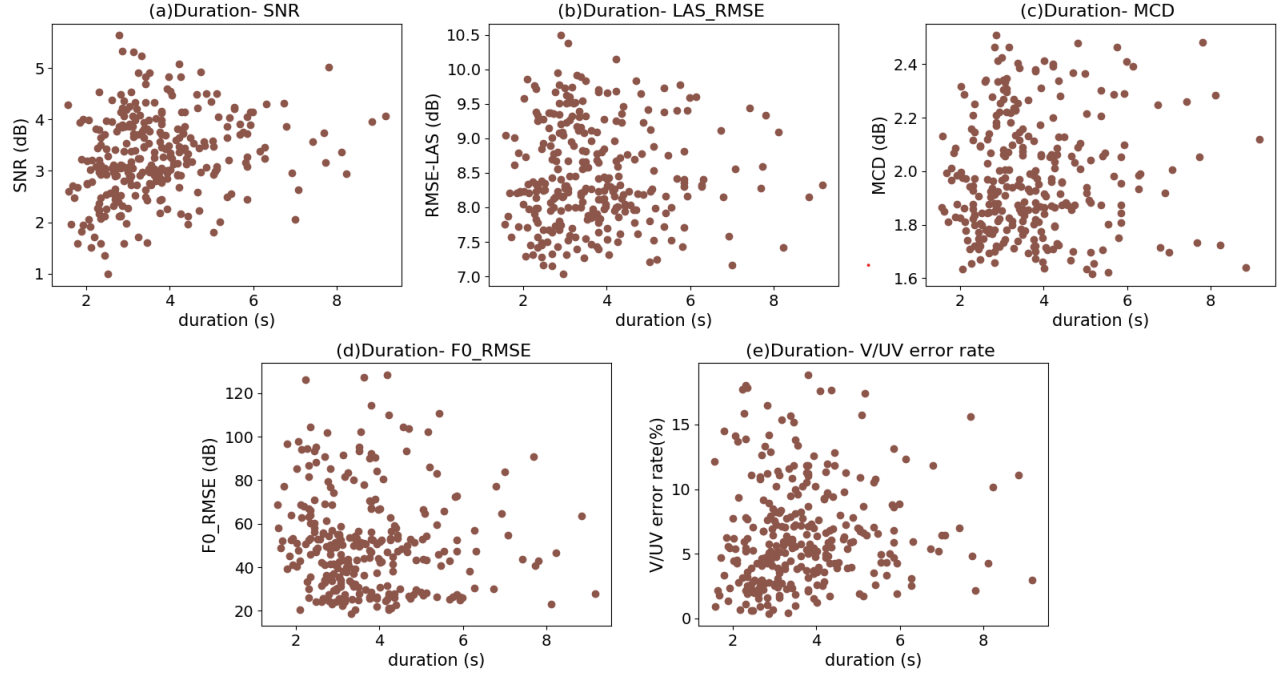 (a)Duration- SNR
SNR (dB)
5
4
3
2
1
2 4 6 8
duration (s)
(b)Duration- LAS_RMSE
RMSE-LAS (dB)
10.5
10.0
9.5
9.0
8.5
8.0
7.5
7.0
2 4 6 8
duration (s)
(c)Duration- MCD
MCD (dB)
2.4
2.2
2.0
1.8
1.6
2 4 6 8
duration (s)
(d)Duration- F0_RMSE
F0_RMSE (dB)
120
100
80
60
40
20
2 4 6 8
duration (s)
(e)Duration- V/UV error rate
V/UV error rate(%)
15
10
5
0
2 4 6 8
duration (s)